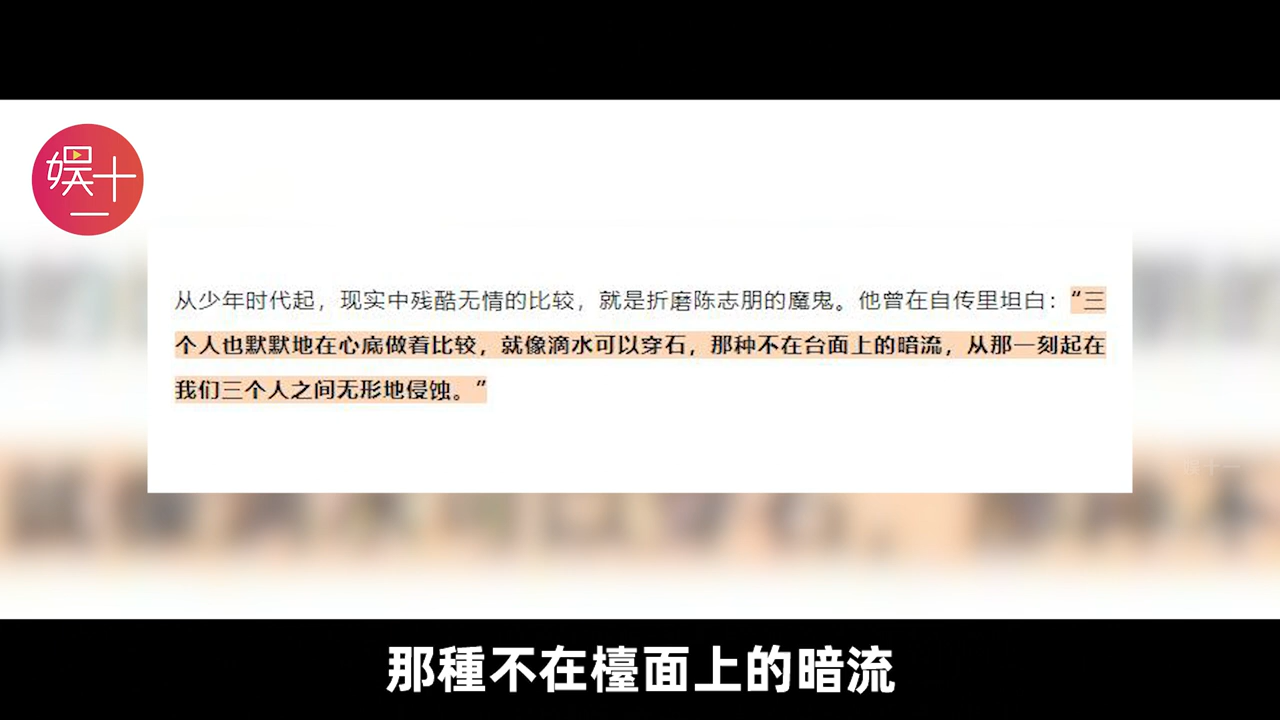 娱十一
从少年时代起，现实中残酷无情的比较，就是折磨陈志朋的魔鬼。他曾在自传里坦白：“三
个人也默默地在心底做着比较，就像滴水可以穿石，那种不在台面上的暗流，从那一刻起在
我们三个人之间无形地侵蚀。”
娱十一
那種不在檯面上的暗流